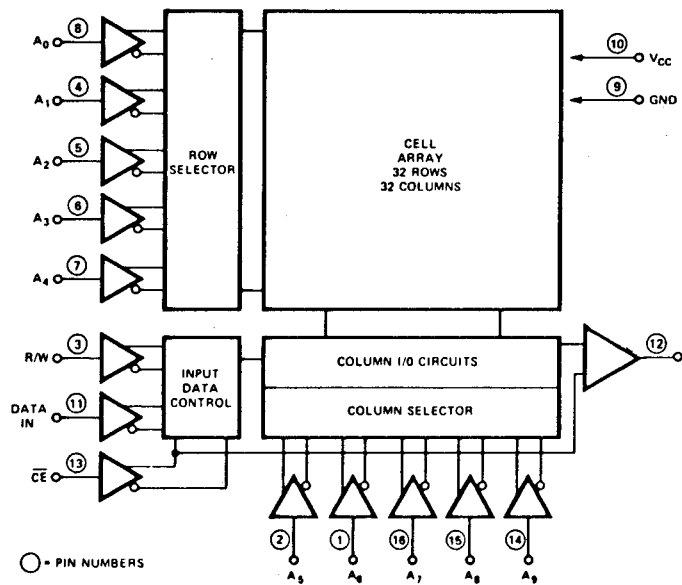 A0 8
A1 4
A2 5
A3 6
A4 7
ROW
SELECTOR
CELL
ARRAY
32 ROWS
32 COLUMNS
10 VCC
9 GND
R/W 3
DATA
IN 11
CE 13
INPUT
DATA
CONTROL
COLUMN I/O CIRCUITS
COLUMN SELECTOR
12
2 1 16 15 14
A5 A6 A7 A8 A9
= PIN NUMBERS